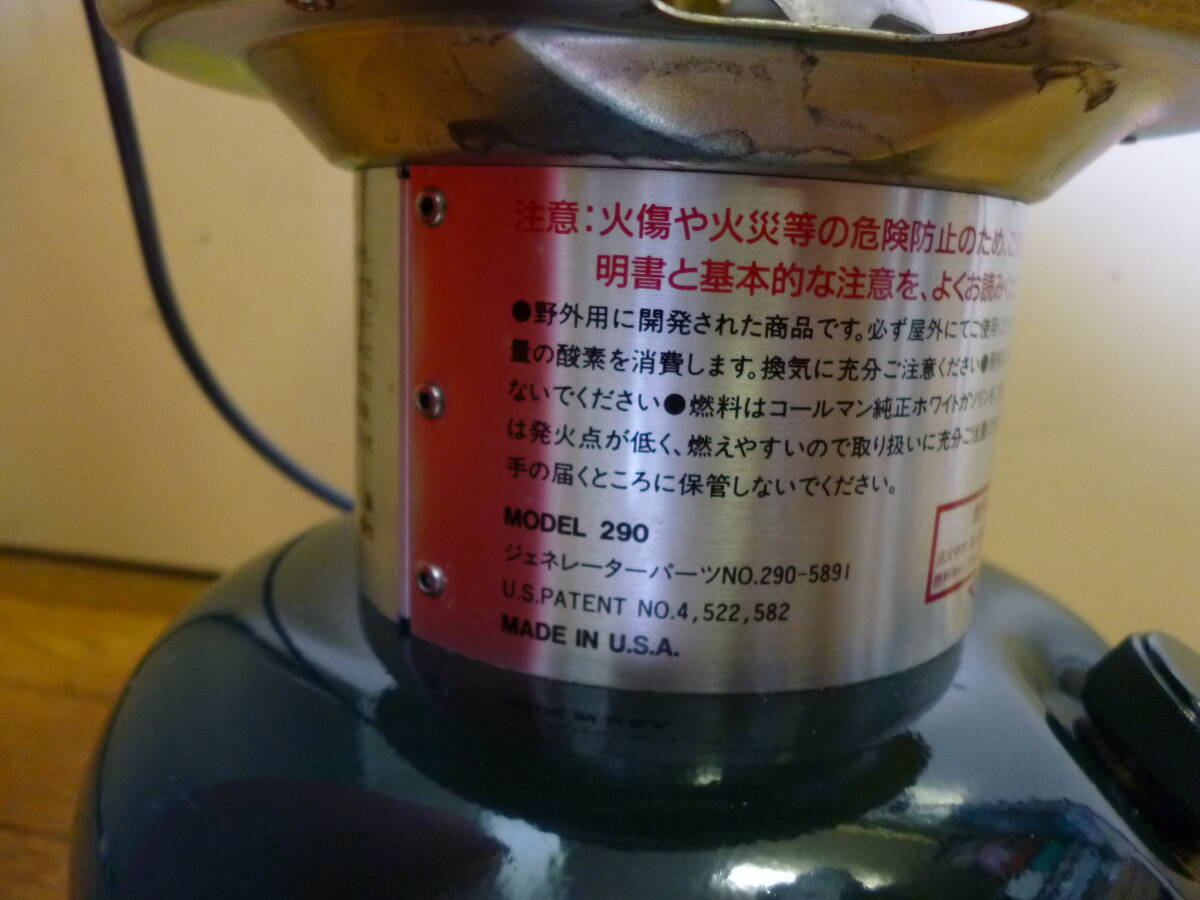 注意:火傷や火災等の危険防止のため、ご
明書と基本的な注意を、よくお読み
●野外用に開発された商品です。必ず屋外にてご使用
量の酸素を消費します。換気に充分ご注意ください●
ないでください●燃料はコールマン純正ホワイトガソリンを
は発火点が低く、燃えやすいので取り扱いに充分ご注意
手の届くところに保管しないでください。
MODEL 290
ジェネレーターパーツNO.290-5891
U.S.PATENT NO.4,522,582
MADE IN U.S.A.